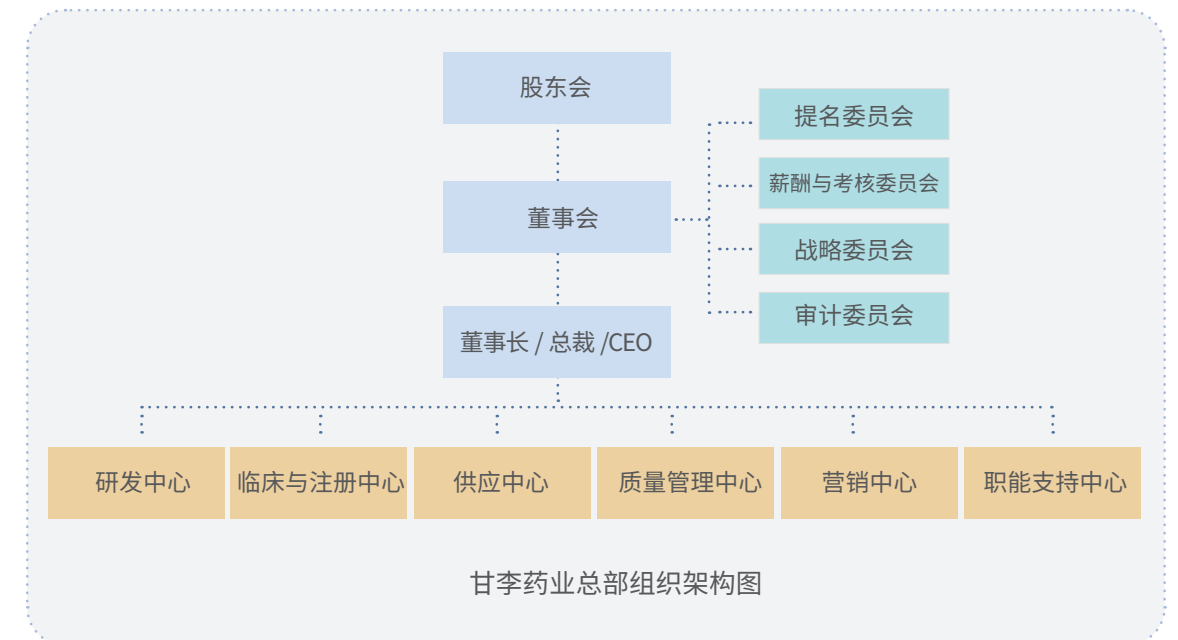 股东会
提名委员会
薪酬与考核委员会
董事会
战略委员会
审计委员会
董事长 / 总裁 /CEO
研发中心
临床与注册中心
供应中心
质量管理中心
营销中心
职能支持中心
甘李药业总部组织架构图